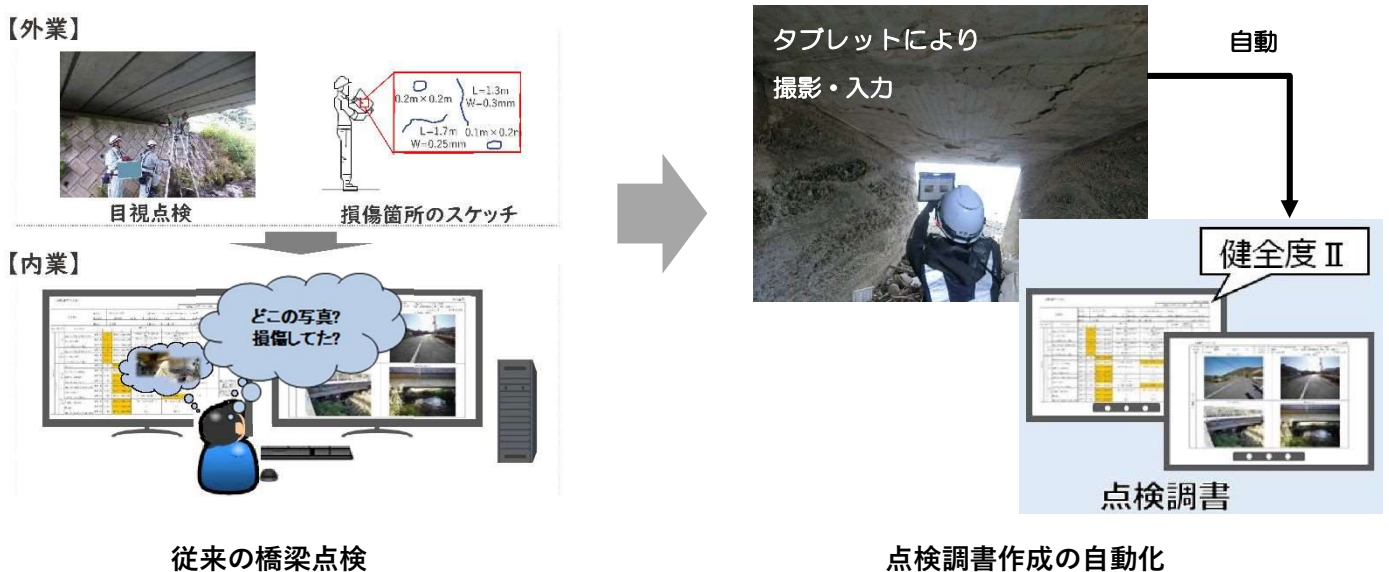 【外業】
0.2m×0.2m
L=1.3m
W=0.3mm
L=1.7m
W=0.25mm
0.1m×0.2m
目視点検
損傷箇所のスケッチ
【内業】
どこの写真?
損傷してた?
従来の橋梁点検
タブレットにより
撮影・入力
自動
健全度Ⅱ
点検調書
点検調書作成の自動化